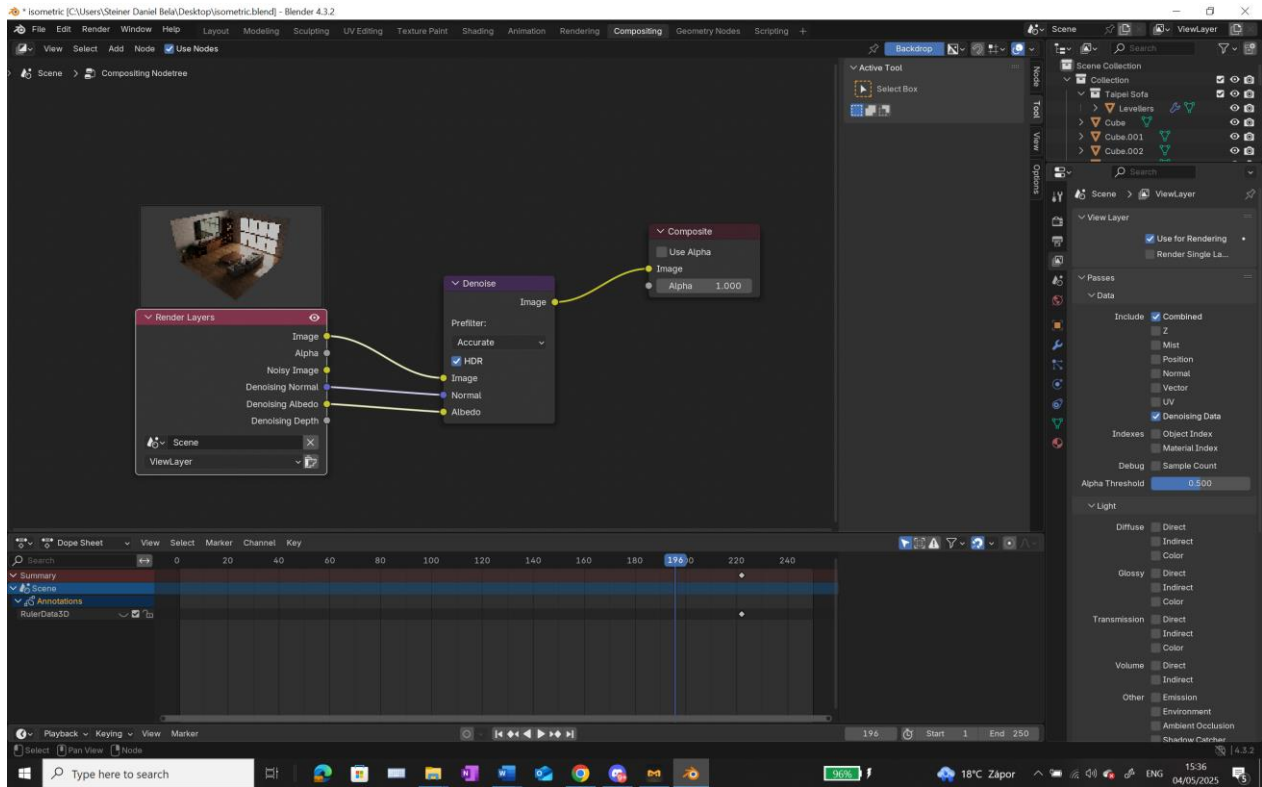 * isometric [C:\Users\Steiner Daniel Bela\Desktop\isometric.blend] - Blender 4.3.2
File Edit Render Window Help Layout Modeling Sculpting UV Editing Texture Paint Shading Animation Rendering Compositing Geometry Nodes Scripting + Scene ViewLayer
View Select Add Node Use Nodes Backdrop Search
Scene > Compositing Nodetree
Active Tool
Select Box
Node
Tool
View
Options
Scene Collection
Collection
Taipei Sofa
Levellers
Cube
Cube.001
Cube.002
Search
Scene > ViewLayer
View Layer
Use for Rendering
Render Single La...
Passes
Data
Include Combined
Z
Mist
Position
Normal
Vector
UV
Denoising Data
Indexes Object Index
Material Index
Debug Sample Count
Alpha Threshold 0.500
Light
Diffuse Direct
Indirect
Color
Glossy Direct
Indirect
Color
Transmission Direct
Indirect
Color
Volume Direct
Indirect
Other Emission
Environment
Ambient Occlusion
Shadow Catcher
Render Layers
Image
Alpha
Noisy Image
Denoising Normal
Denoising Albedo
Denoising Depth
Scene
ViewLayer
Denoise
Image
Prefilter:
Accurate
HDR
Image
Normal
Albedo
Composite
Use Alpha
Image
Alpha 1.000
Dope Sheet View Select Marker Channel Key
Search 0 20 40 60 80 100 120 140 160 180 196 220 240
Summary
Scene
Annotations
RulerData3D
Playback Keying View Marker 196 Start 1 End 250
Select Pan View Node 4.3.2
Type here to search 96% 18°C Zápor ENG 15:36
04/05/2025 5